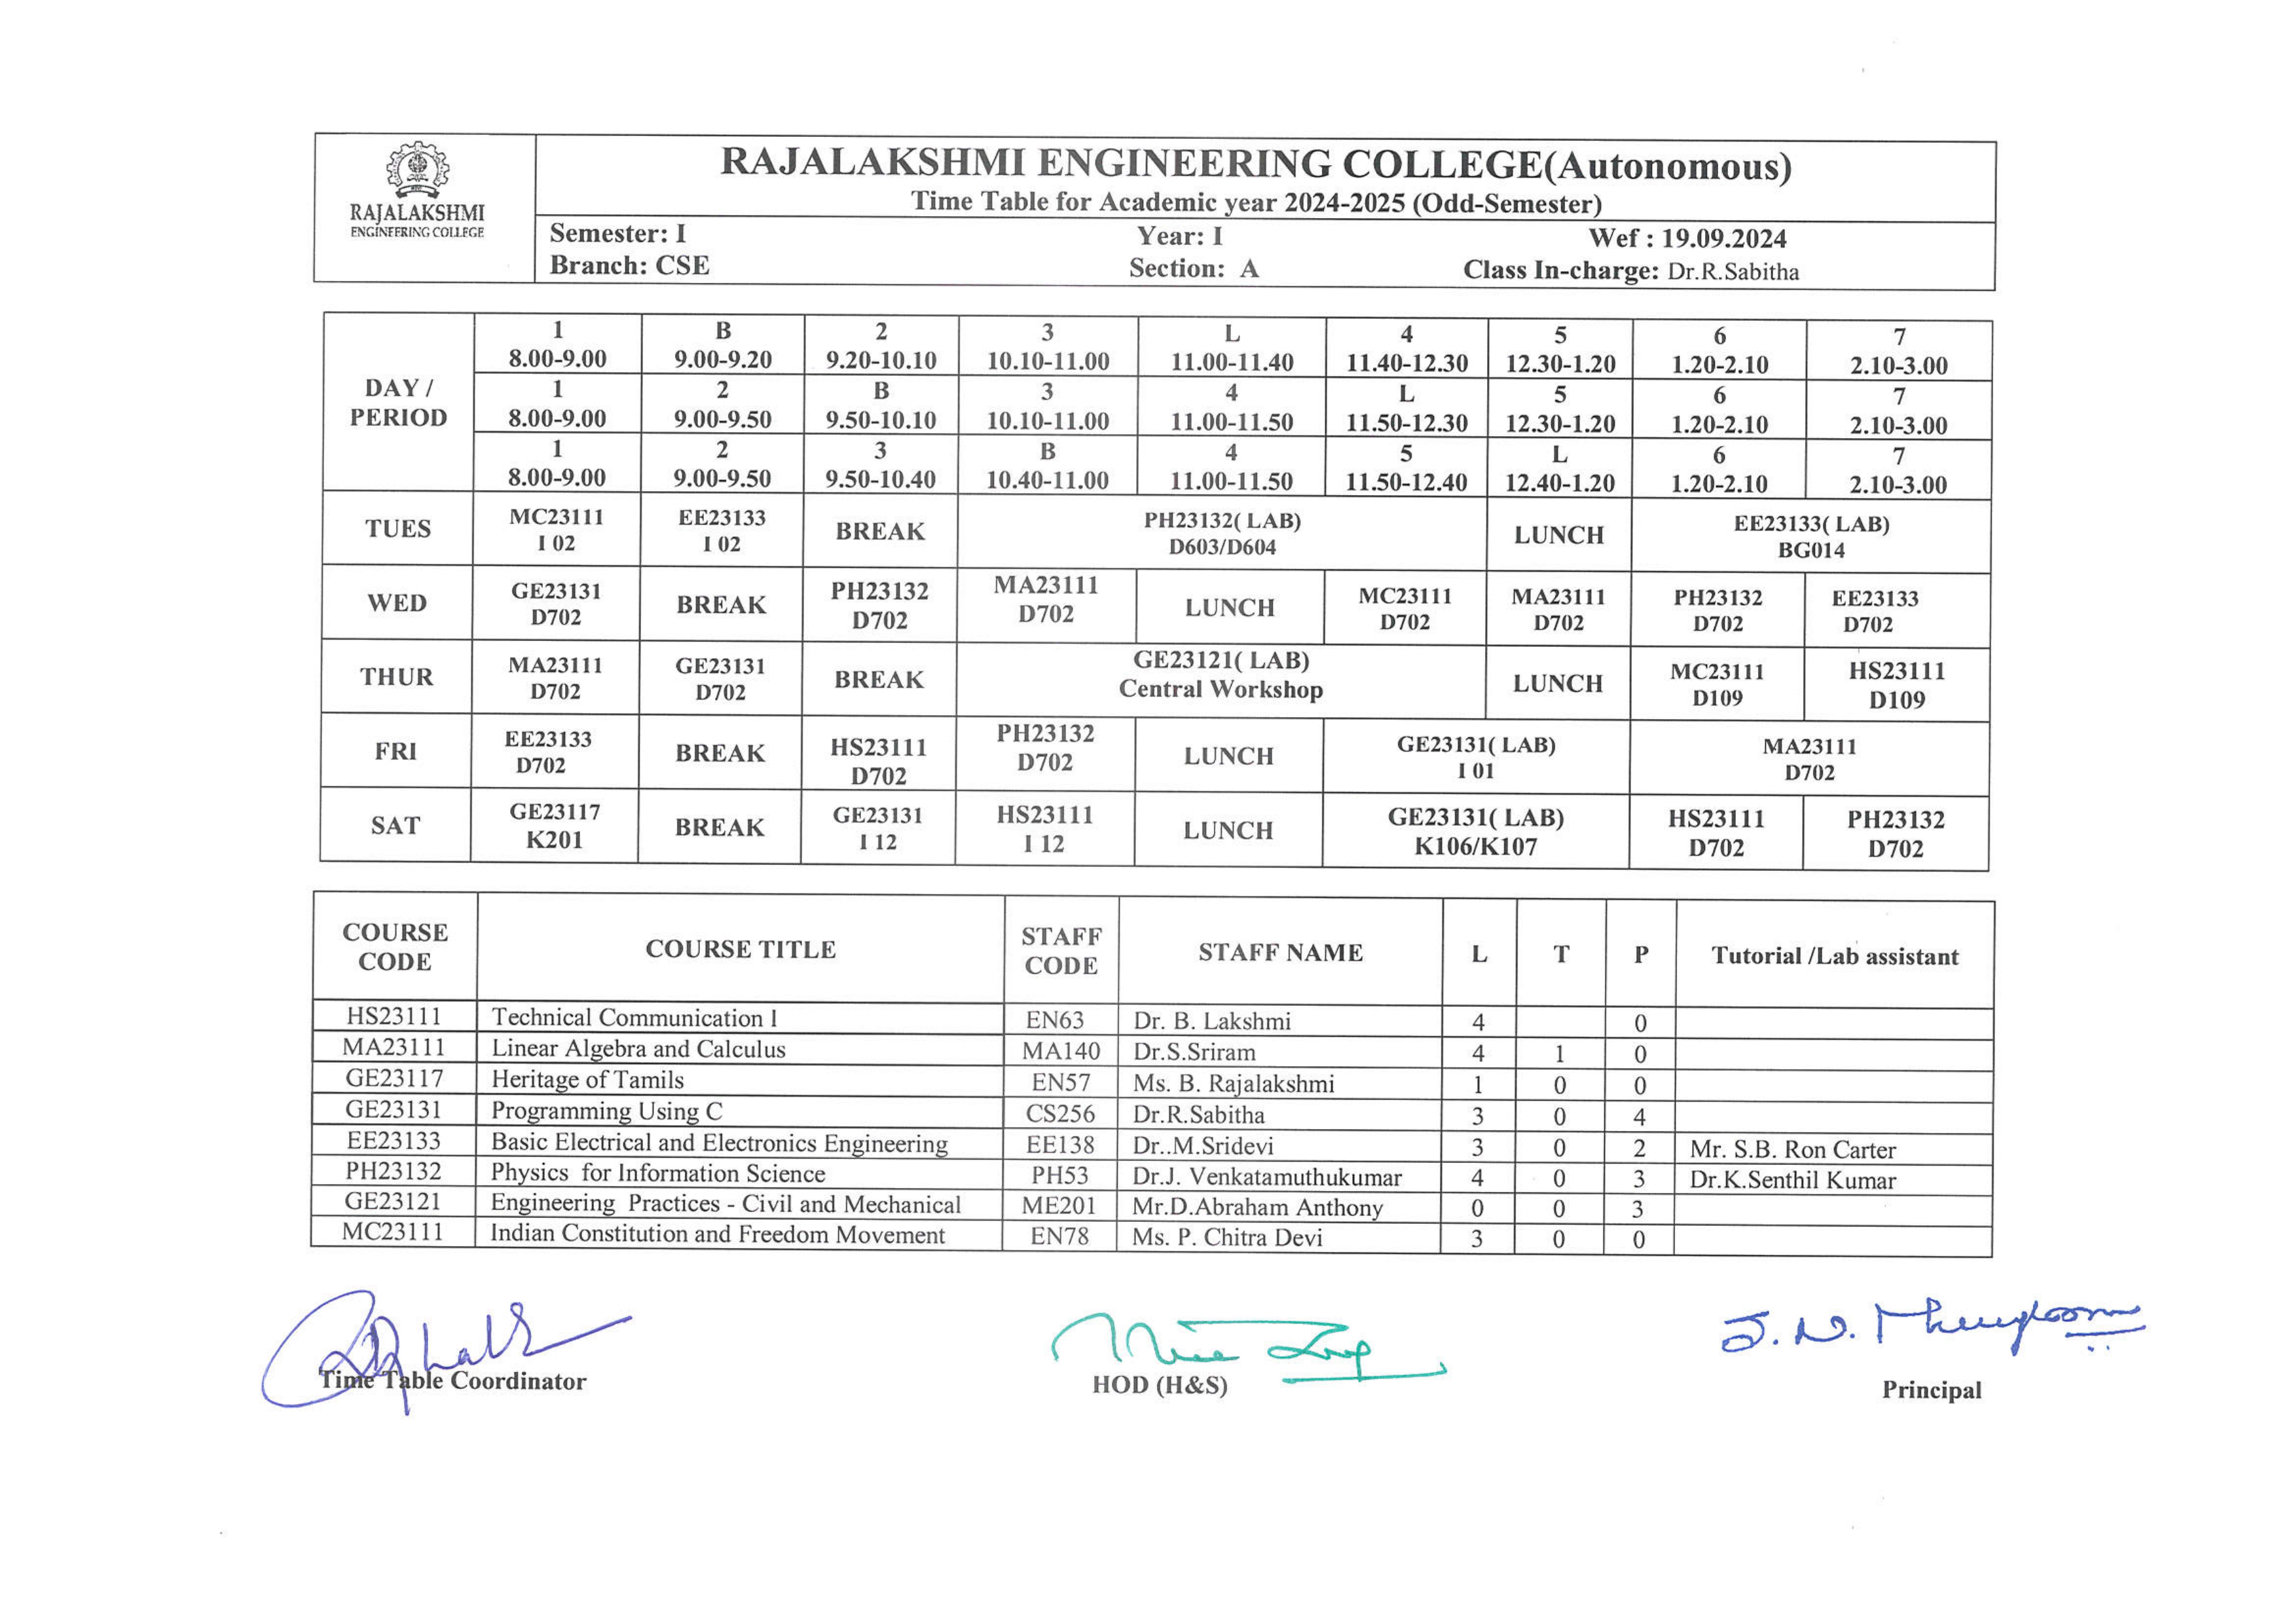 RAJALAKSHMI
ENGINEERING COLLEGE
RAJALAKSHMI ENGINEERING COLLEGE(Autonomous)
Time Table for Academic year 2024-2025 (Odd-Semester)
Semester: I Year: I Wef : 19.09.2024
Branch: CSE Section: A Class In-charge: Dr.R.Sabitha
DAY / PERIOD
1 B 2 3 L 4 5 6 7
8.00-9.00 9.00-9.20 9.20-10.10 10.10-11.00 11.00-11.40 11.40-12.30 12.30-1.20 1.20-2.10 2.10-3.00
1 2 B 3 4 L 5 6 7
8.00-9.00 9.00-9.50 9.50-10.10 10.10-11.00 11.00-11.50 11.50-12.30 12.30-1.20 1.20-2.10 2.10-3.00
1 2 3 B 4 5 L 6 7
8.00-9.00 9.00-9.50 9.50-10.40 10.40-11.00 11.00-11.50 11.50-12.40 12.40-1.20 1.20-2.10 2.10-3.00
TUES MC23111 EE23133 BREAK PH23132( LAB) LUNCH EE23133( LAB)
I 02 I 02 D603/D604 BG014
WED GE23131 BREAK PH23132 MA23111 LUNCH MC23111 MA23111 PH23132 EE23133
D702 D702 D702 D702 D702 D702 D702
THUR MA23111 GE23131 BREAK GE23121( LAB) LUNCH MC23111 HS23111
D702 D702 Central Workshop D109 D109
FRI EE23133 BREAK HS23111 PH23132 LUNCH GE23131( LAB) MA23111
D702 D702 D702 I 01 D702
SAT GE23117 BREAK GE23131 HS23111 LUNCH GE23131( LAB) HS23111 PH23132
K201 I 12 I 12 K106/K107 D702 D702
COURSE CODE COURSE TITLE STAFF CODE STAFF NAME L T P Tutorial /Lab assistant
HS23111 Technical Communication I EN63 Dr. B. Lakshmi 4 0
MA23111 Linear Algebra and Calculus MA140 Dr.S.Sriram 4 1 0
GE23117 Heritage of Tamils EN57 Ms. B. Rajalakshmi 1 0 0
GE23131 Programming Using C CS256 Dr.R.Sabitha 3 0 4
EE23133 Basic Electrical and Electronics Engineering EE138 Dr..M.Sridevi 3 0 2 Mr. S.B. Ron Carter
PH23132 Physics for Information Science PH53 Dr.J. Venkatamuthukumar 4 0 3 Dr.K.Senthil Kumar
GE23121 Engineering Practices - Civil and Mechanical ME201 Mr.D.Abraham Anthony 0 0 3
MC23111 Indian Constitution and Freedom Movement EN78 Ms. P. Chitra Devi 3 0 0
Time Table Coordinator HOD (H&S) Principal